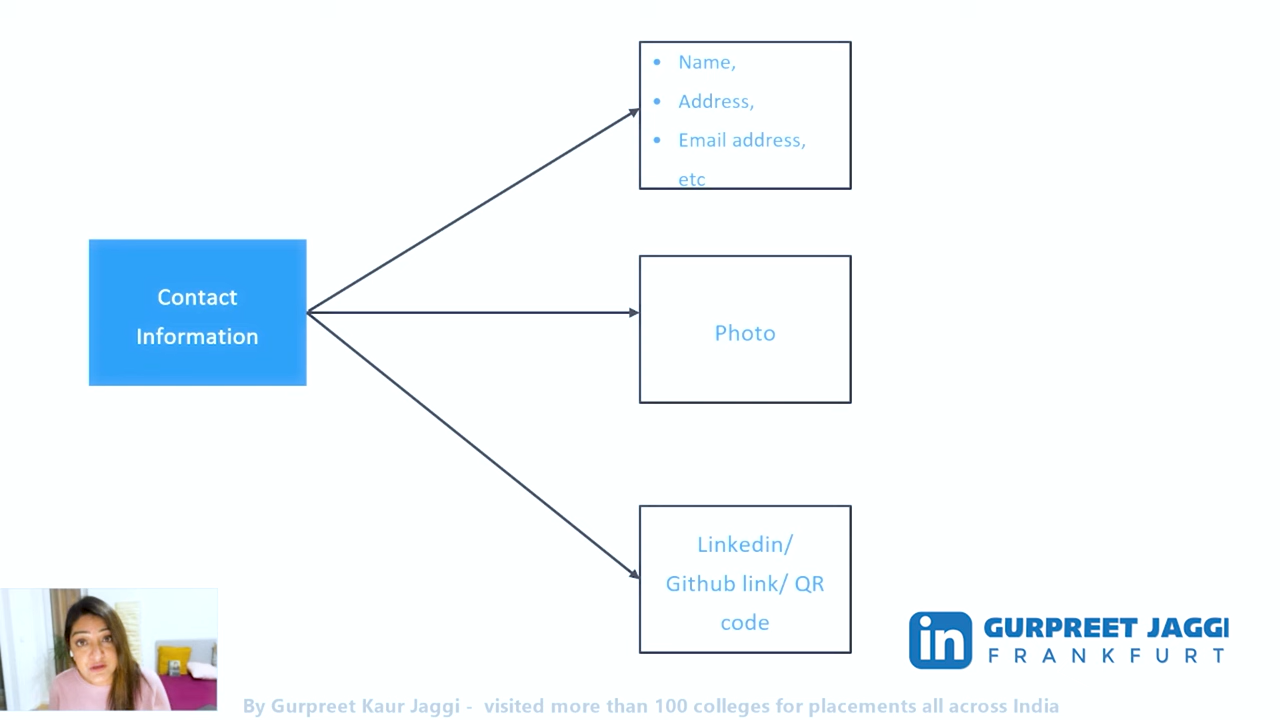 • Name,
• Address,
• Email address,
etc
Contact
Information
Photo
Linkedin/
Github link/ QR
code
in GURPREET JAGGI
FRANKFURT
By Gurpreet Kaur Jaggi - visited more than 100 colleges for placements all across India